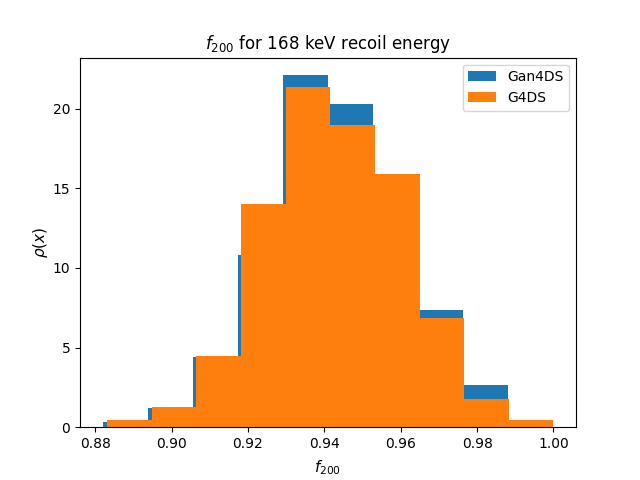 f₂₀₀ for 168 keV recoil energy
Gan4DS
G4DS
20
15
10
5
0
ρ(x)
0.88 0.90 0.92 0.94 0.96 0.98 1.00
f₂₀₀